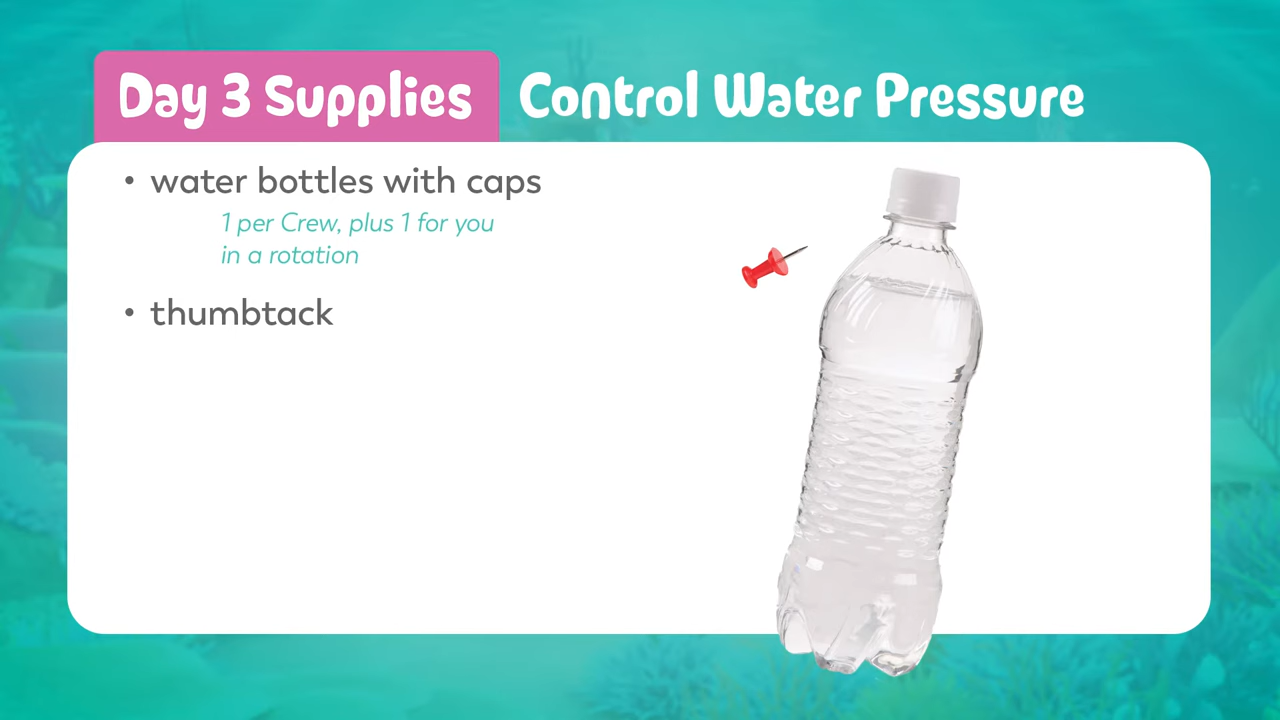 Day 3 Supplies Control Water Pressure
• water bottles with caps
1 per Crew, plus 1 for you
in a rotation
• thumbtack